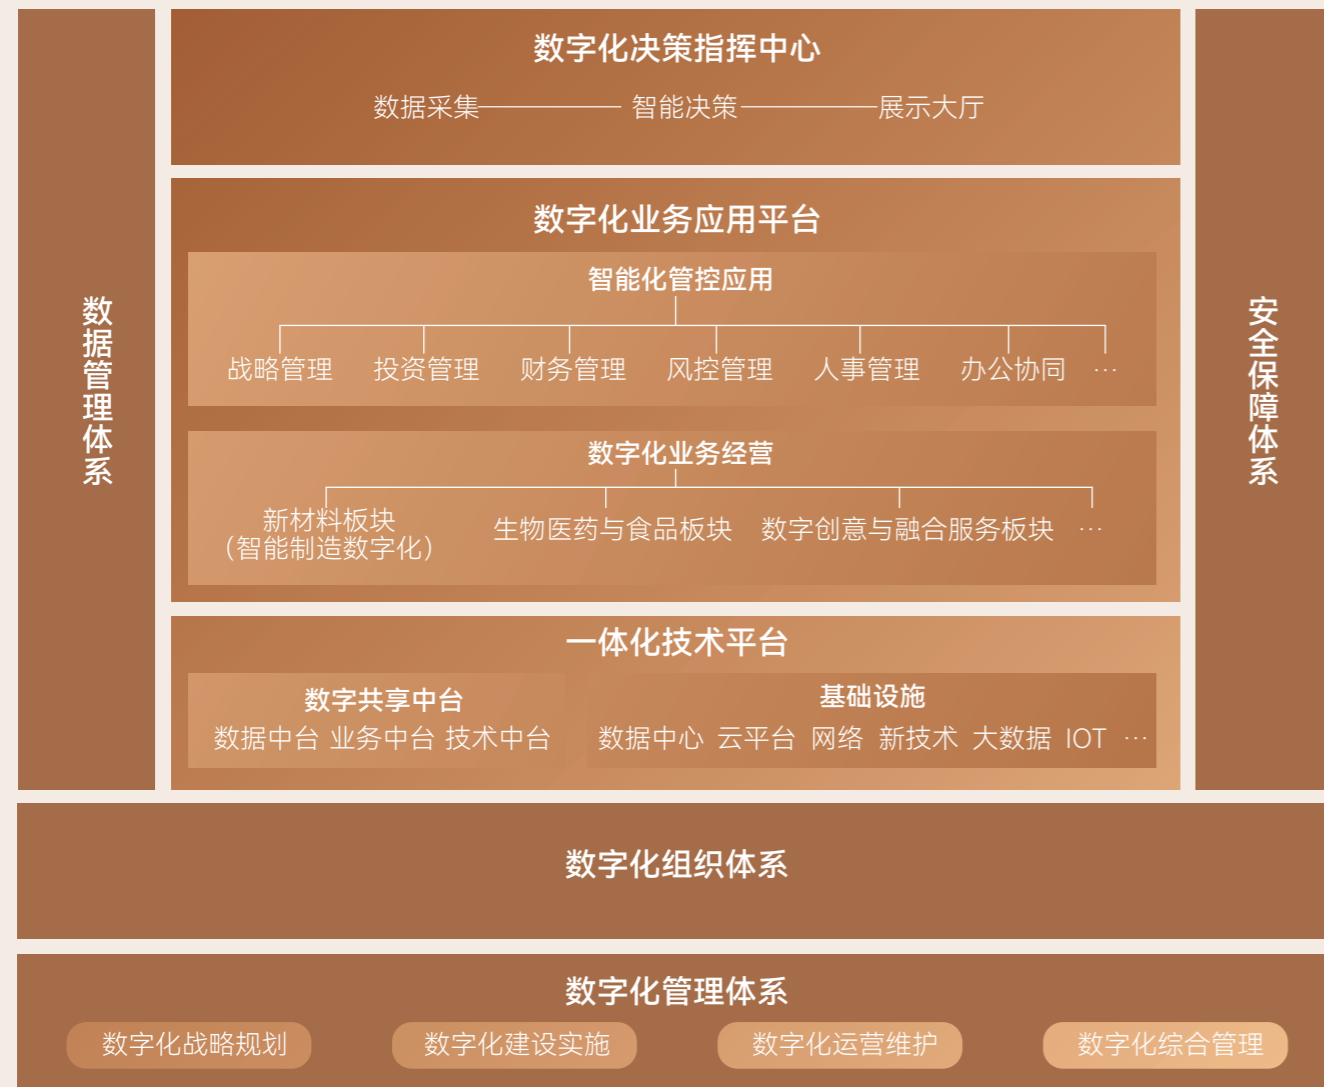 数字化决策指挥中心
数据采集 智能决策 展示大厅
数据管理体系
数字化业务应用平台
智能化管控应用
战略管理 投资管理 财务管理 风控管理 人事管理 办公协同 …
数字化业务经营
新材料板块
（智能制造数字化）
生物医药与食品板块 数字创意与融合服务板块 …
安全保障体系
一体化技术平台
数字共享中台
数据中台 业务中台 技术中台
基础设施
数据中心 云平台 网络 新技术 大数据 IOT …
数字化组织体系
数字化管理体系
数字化战略规划 数字化建设实施 数字化运营维护 数字化综合管理